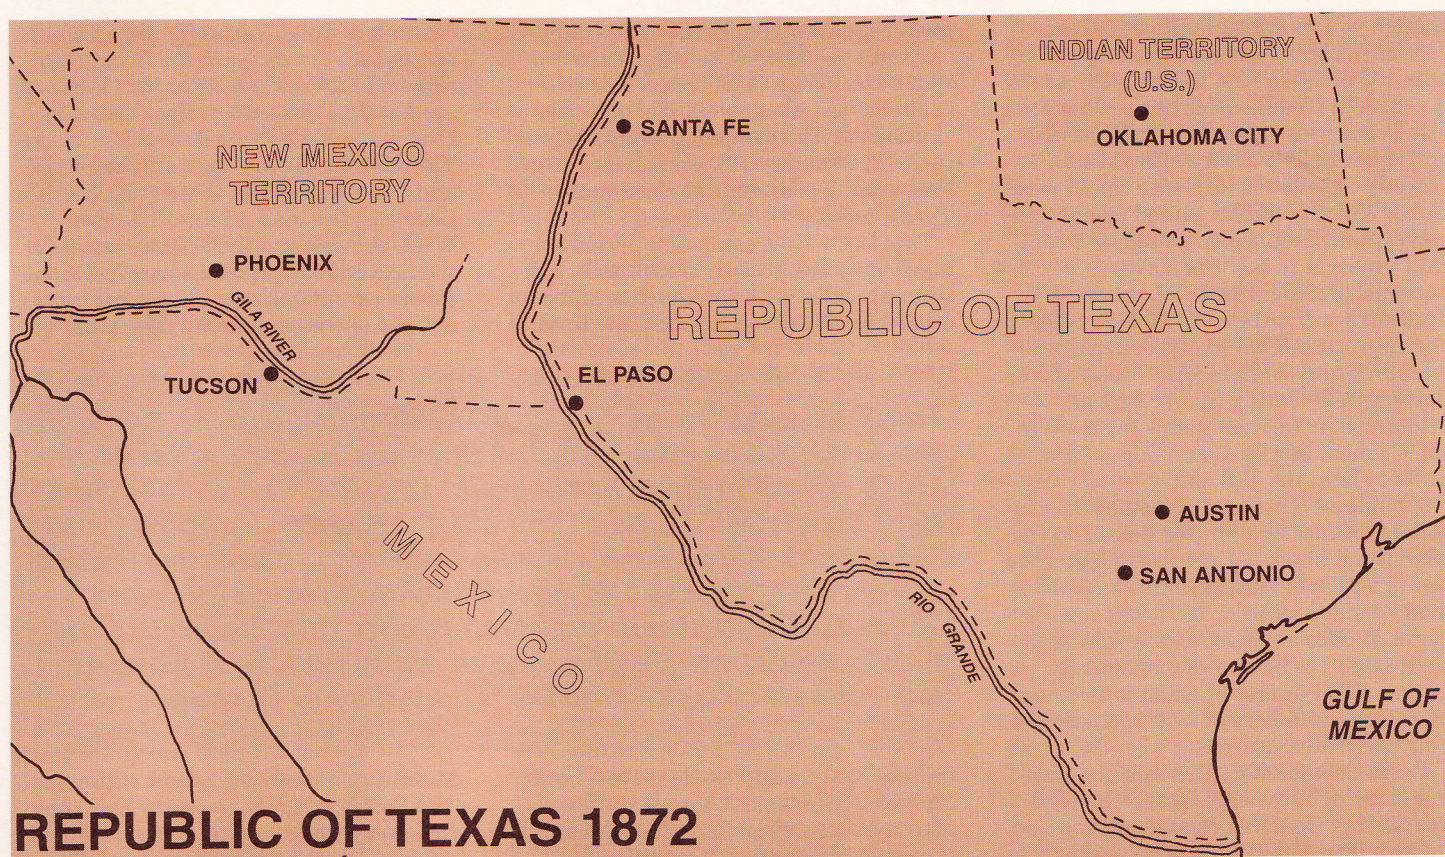 INDIAN TERRITORY
(U.S.)
OKLAHOMA CITY
SANTA FE
NEW MEXICO
TERRITORY
PHOENIX
GILA RIVER
REPUBLIC OF TEXAS
TUCSON
EL PASO
AUSTIN
MEXICO
SAN ANTONIO
RIO GRANDE
GULF OF
MEXICO
REPUBLIC OF TEXAS 1872